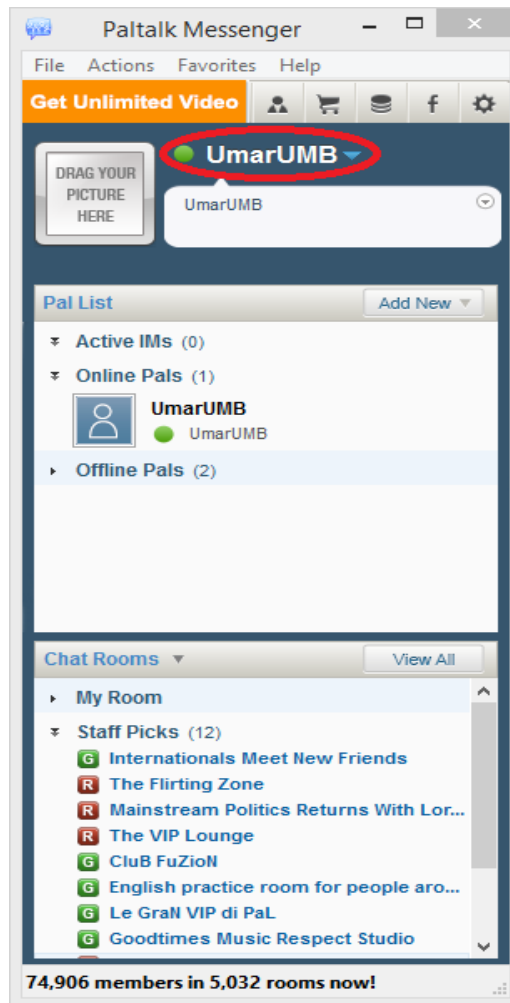 Paltalk Messenger
File Actions Favorites Help
Get Unlimited Video f
UmarUMB
DRAG YOUR
PICTURE
HERE
UmarUMB
Pal List Add New
Active IMs (0)
Online Pals (1)
UmarUMB
UmarUMB
Offline Pals (2)
Chat Rooms View All
My Room
Staff Picks (12)
G Internationals Meet New Friends
R The Flirting Zone
R Mainstream Politics Returns With Lor...
R The VIP Lounge
G CluB FuZioN
G English practice room for people aro...
G Le GraN VIP di PaL
G Goodtimes Music Respect Studio
74,906 members in 5,032 rooms now!